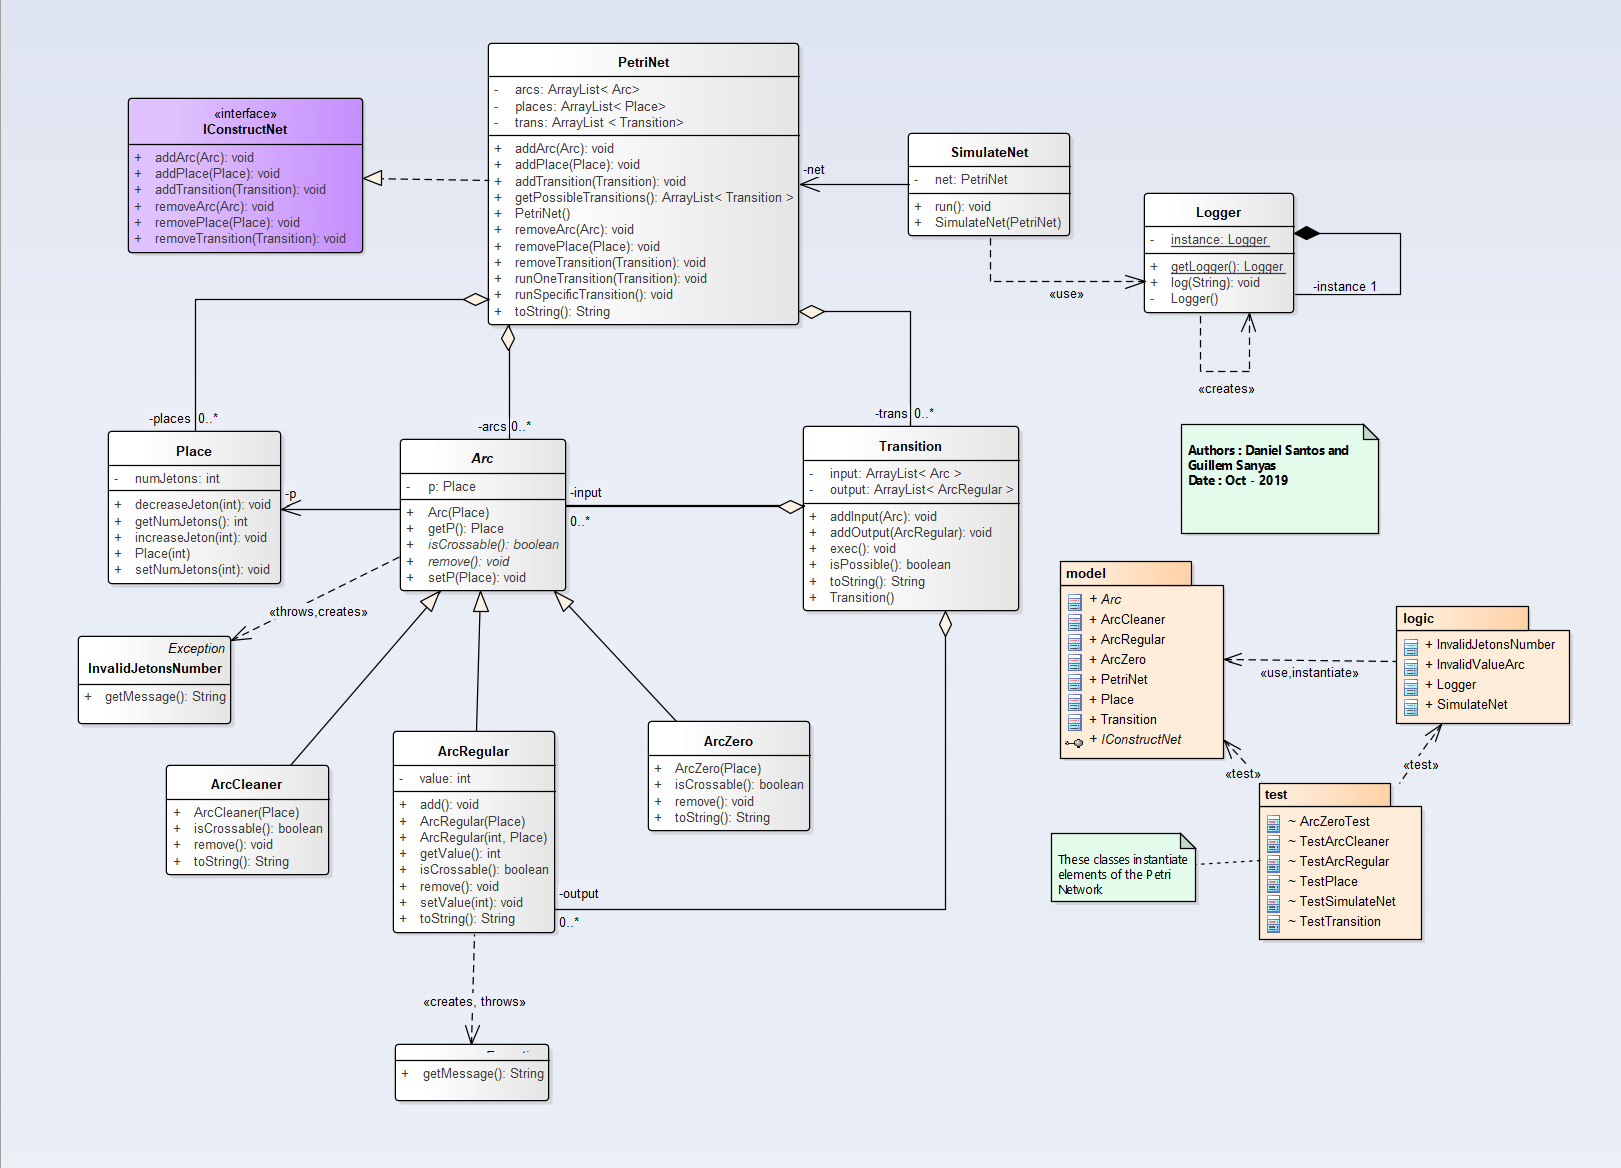 PetriNet
- arcs: ArrayList< Arc>
- places: ArrayList< Place>
- trans: ArrayList < Transition>
+ addArc(Arc): void
+ addPlace(Place): void
+ addTransition(Transition): void
+ getPossibleTransitions(): ArrayList< Transition >
+ PetriNet()
+ removeArc(Arc): void
+ removePlace(Place): void
+ removeTransition(Transition): void
+ runOneTransition(Transition): void
+ runSpecificTransition(): void
+ toString(): String
«interface»
IConstructNet
+ addArc(Arc): void
+ addPlace(Place): void
+ addTransition(Transition): void
+ removeArc(Arc): void
+ removePlace(Place): void
+ removeTransition(Transition): void
-net
SimulateNet
- net: PetriNet
+ run(): void
+ SimulateNet(PetriNet)
«use»
Logger
- instance: Logger
+ getLogger(): Logger
+ log(String): void
- Logger()
-instance 1
«creates»
-places 0..*
-arcs 0..*
-trans 0..*
Place
- numJetons: int
+ decreaseJeton(int): void
+ getNumJetons(): int
+ increaseJeton(int): void
+ Place(int)
+ setNumJetons(int): void
-p
Arc
- p: Place
+ Arc(Place)
+ getP(): Place
+ isCrossable(): boolean
+ remove(): void
+ setP(Place): void
-input
0..*
Transition
- input: ArrayList< Arc >
- output: ArrayList< ArcRegular >
+ addInput(Arc): void
+ addOutput(ArcRegular): void
+ exec(): void
+ isPossible(): boolean
+ toString(): String
+ Transition()
Authors : Daniel Santos and
Guillem Sanyas
Date : Oct - 2019
«throws,creates»
Exception
InvalidJetonsNumber
+ getMessage(): String
ArcCleaner
+ ArcCleaner(Place)
+ isCrossable(): boolean
+ remove(): void
+ toString(): String
ArcRegular
- value: int
+ add(): void
+ ArcRegular(Place)
+ ArcRegular(int, Place)
+ getValue(): int
+ isCrossable(): boolean
+ remove(): void
+ setValue(int): void
+ toString(): String
ArcZero
+ ArcZero(Place)
+ isCrossable(): boolean
+ remove(): void
+ toString(): String
-output
0..*
«creates, throws»
+ getMessage(): String
model
+ Arc
+ ArcCleaner
+ ArcRegular
+ ArcZero
+ PetriNet
+ Place
+ Transition
+ IConstructNet
«use,instantiate»
logic
+ InvalidJetonsNumber
+ InvalidValueArc
+ Logger
+ SimulateNet
«test»
«test»
test
~ ArcZeroTest
~ TestArcCleaner
~ TestArcRegular
~ TestPlace
~ TestSimulateNet
~ TestTransition
These classes instantiate
elements of the Petri
Network